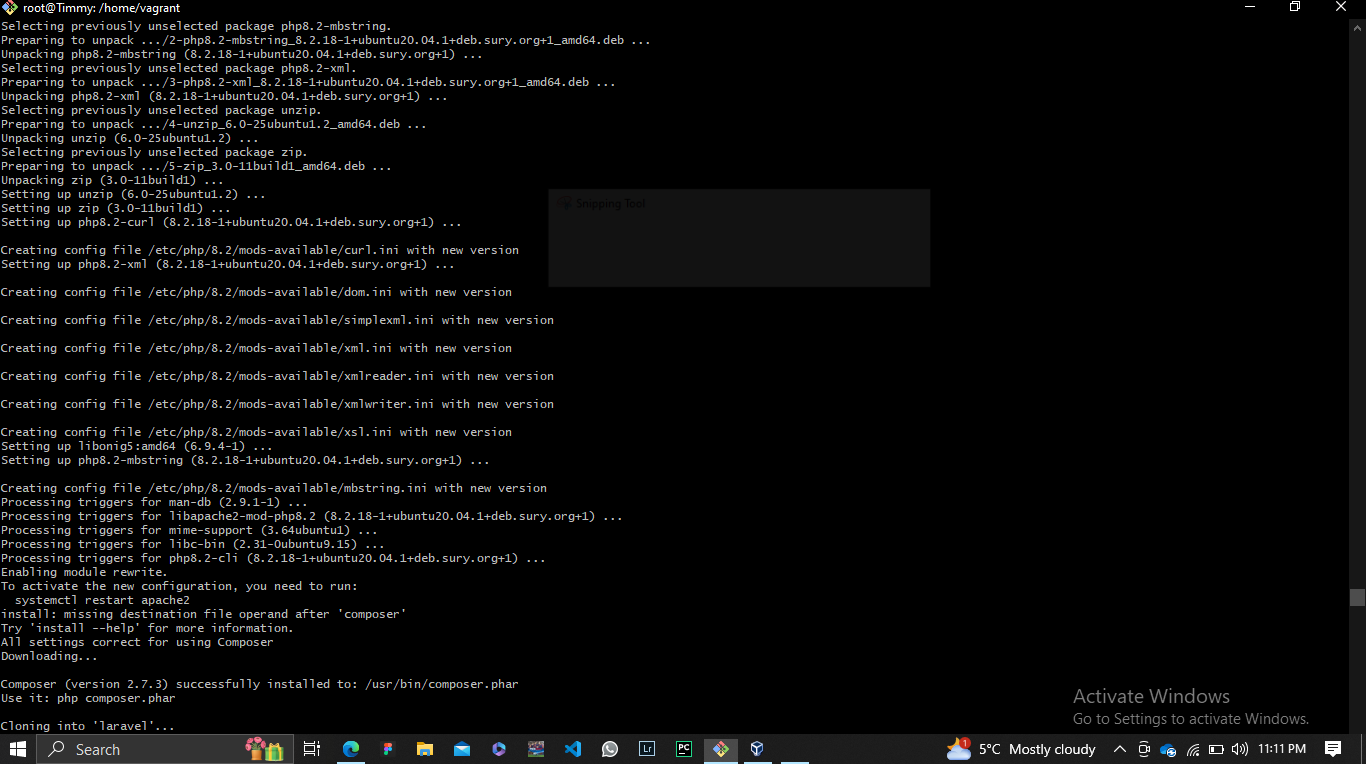 root@Timmy: /home/vagrant
Selecting previously unselected package php8.2-mbstring.
Preparing to unpack .../2-php8.2-mbstring_8.2.18-1+ubuntu20.04.1+deb.sury.org+1_amd64.deb ...
Unpacking php8.2-mbstring (8.2.18-1+ubuntu20.04.1+deb.sury.org+1) ...
Selecting previously unselected package php8.2-xml.
Preparing to unpack .../3-php8.2-xml_8.2.18-1+ubuntu20.04.1+deb.sury.org+1_amd64.deb ...
Unpacking php8.2-xml (8.2.18-1+ubuntu20.04.1+deb.sury.org+1) ...
Selecting previously unselected package unzip.
Preparing to unpack .../4-unzip_6.0-25ubuntu1.2_amd64.deb ...
Unpacking unzip (6.0-25ubuntu1.2) ...
Selecting previously unselected package zip.
Preparing to unpack .../5-zip_3.0-11build1_amd64.deb ...
Unpacking zip (3.0-11build1) ...
Setting up unzip (6.0-25ubuntu1.2) ...
Setting up zip (3.0-11build1) ...
Snipping Tool
Setting up php8.2-curl (8.2.18-1+ubuntu20.04.1+deb.sury.org+1) ...
Creating config file /etc/php/8.2/mods-available/curl.ini with new version
Setting up php8.2-xml (8.2.18-1+ubuntu20.04.1+deb.sury.org+1) ...
Creating config file /etc/php/8.2/mods-available/dom.ini with new version
Creating config file /etc/php/8.2/mods-available/simplexml.ini with new version
Creating config file /etc/php/8.2/mods-available/xml.ini with new version
Creating config file /etc/php/8.2/mods-available/xmlreader.ini with new version
Creating config file /etc/php/8.2/mods-available/xmlwriter.ini with new version
Creating config file /etc/php/8.2/mods-available/xsl.ini with new version
Setting up libonig5:amd64 (6.9.4-1) ...
Setting up php8.2-mbstring (8.2.18-1+ubuntu20.04.1+deb.sury.org+1) ...
Creating config file /etc/php/8.2/mods-available/mbstring.ini with new version
Processing triggers for man-db (2.9.1-1) ...
Processing triggers for libapache2-mod-php8.2 (8.2.18-1+ubuntu20.04.1+deb.sury.org+1) ...
Processing triggers for mime-support (3.64ubuntu1) ...
Processing triggers for libc-bin (2.31-0ubuntu9.15) ...
Processing triggers for php8.2-cli (8.2.18-1+ubuntu20.04.1+deb.sury.org+1) ...
Enabling module rewrite.
To activate the new configuration, you need to run:
  systemctl restart apache2
install: missing destination file operand after 'composer'
Try 'install --help' for more information.
All settings correct for using Composer
Downloading...
Composer (version 2.7.3) successfully installed to: /usr/bin/composer.phar
Use it: php composer.phar
Cloning into 'laravel'...
Activate Windows
Go to Settings to activate Windows.
Search
Lr
PC
1
5°C Mostly cloudy
11:11 PM